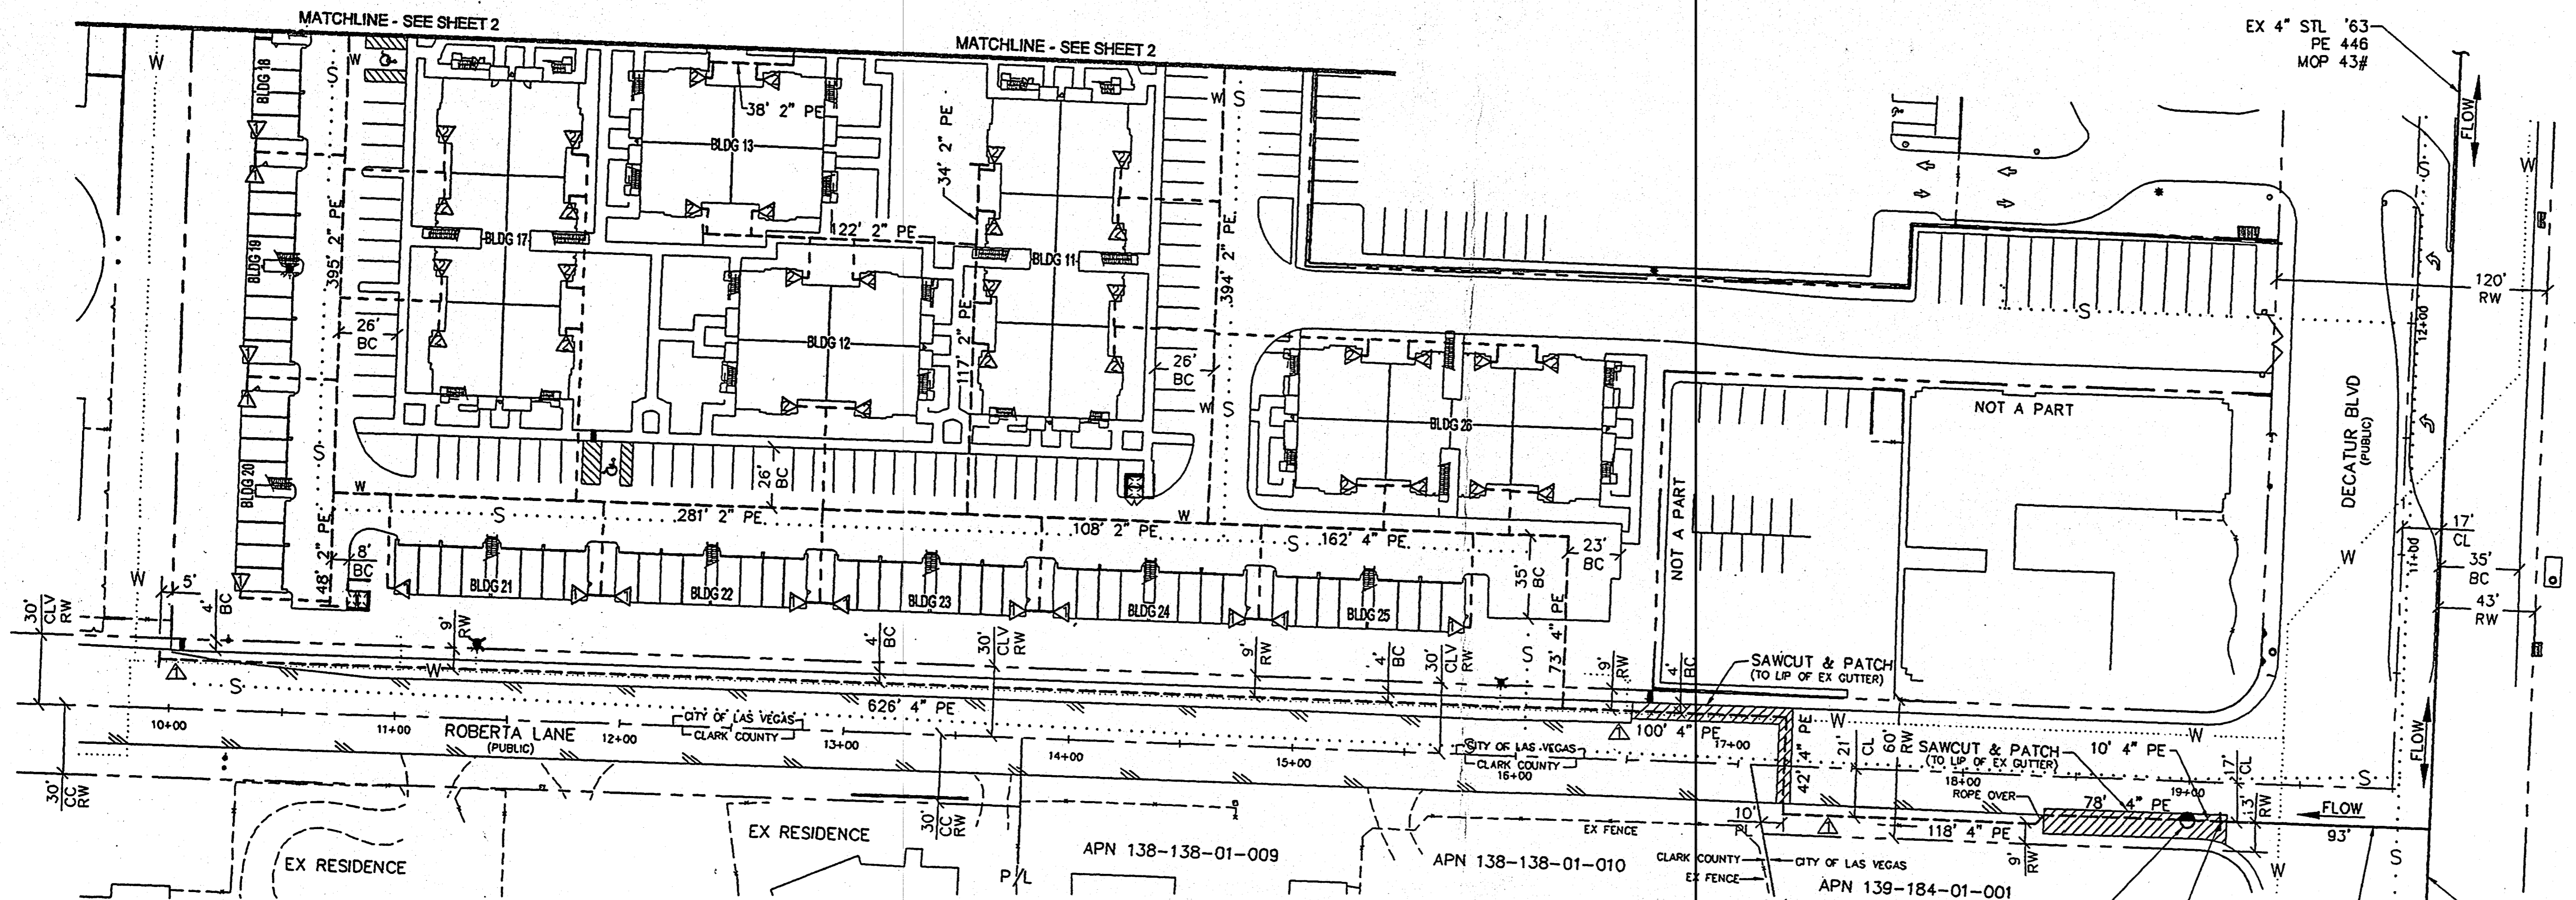 MATCHLINE - SEE SHEET 2
MATCHLINE - SEE SHEET 2
EX 4" STL '63
PE 446
MOP 43#
FLOW
W
S
W
W
S
BLDG 18
38' 2" PE
BLDG 13
34' 2" PE
BLDG 19
395' 2" PE
BLDG 17
122' 2" PE
BLDG 11
394' 2" PE
S
W
120'
RW
26'
BC
BLDG 12
117' 2" PE
26'
BC
S
12+00
W S
BLDG 26
NOT A PART
DECATUR BLVD
(PUBLIC)
S
BLDG 20
26'
BC
W
S
281' 2" PE
108' 2" PE
W
S
162' 4" PE
NOT A PART
17'
CL
11+00
35'
BC
43'
RW
W
148' 2" PE
8'
BC
BLDG 21
BLDG 22
BLDG 23
BLDG 24
BLDG 25
35'
BC
23'
BC
W
5'
30'
CLV
RW
4'
BC
9'
RW
4'
BC
30'
CLV
RW
9'
RW
4'
BC
30'
CLV
RW
S
73' 4" PE
9'
RW
4'
BC
SAWCUT & PATCH
(TO LIP OF EX GUTTER)
W
S
1
626' 4" PE
1
100' 4" PE
42' 4" PE
W
W
FLOW
10+00
11+00
12+00
13+00
14+00
15+00
16+00
17+00
18+00
19+00
ROBERTA LANE
(PUBLIC)
CITY OF LAS VEGAS
CLARK COUNTY
CITY OF LAS VEGAS
CLARK COUNTY
21'
CL
60'
RW
SAWCUT & PATCH
(TO LIP OF EX GUTTER)
10' 4" PE
7'
CL
13'
RW
S
ROPE OVER
78' 4" PE
FLOW
93'
30'
CC
RW
30'
CC
RW
EX RESIDENCE
EX RESIDENCE
P/L
APN 138-138-01-009
EX FENCE
APN 138-138-01-010
10'
PL
1
118' 4" PE
9'
RW
CLARK COUNTY
CITY OF LAS VEGAS
EX FENCE
APN 139-184-01-001
W
S